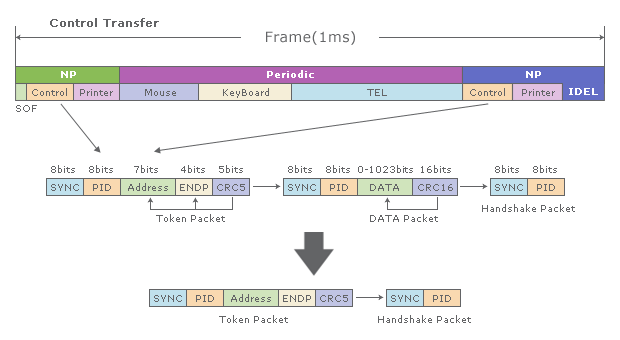 Control Transfer
Frame(1ms)
NP Periodic NP
Control Printer Mouse KeyBoard TEL Control Printer IDEL
SOF
8bits 8bits 7bits 4bits 5bits 8bits 8bits 0-1023bits 16bits 8bits 8bits
SYNC PID Address ENDP CRC5 SYNC PID DATA CRC16 SYNC PID
Token Packet DATA Packet Handshake Packet
SYNC PID Address ENDP CRC5 SYNC PID
Token Packet Handshake Packet